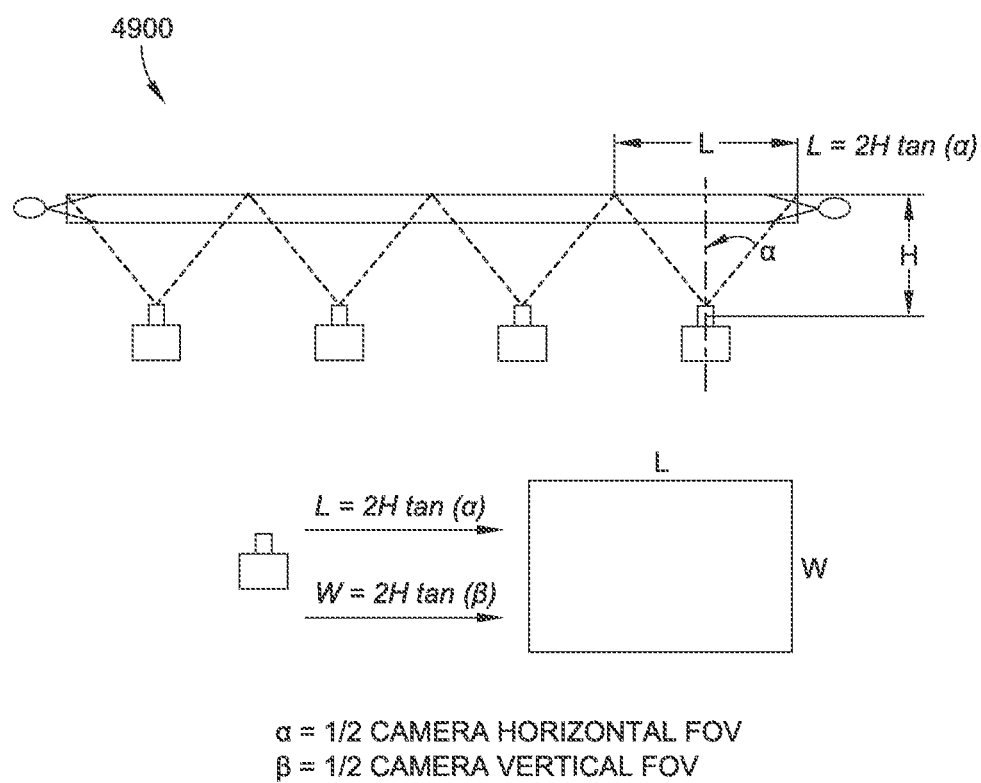 4900
L
L = 2H tan (α)
α
H
L
L = 2H tan (α)
W
W = 2H tan (β)
α = 1/2 CAMERA HORIZONTAL FOV
β = 1/2 CAMERA VERTICAL FOV